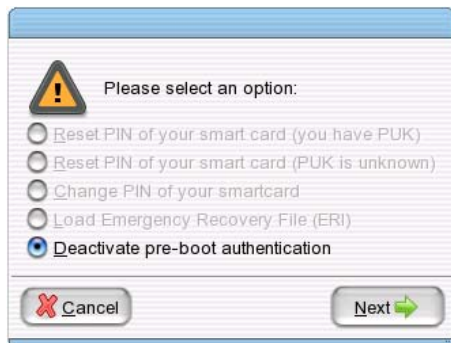 Please select an option:
Reset PIN of your smart card (you have PUK)
Reset PIN of your smart card (PUK is unknown)
Change PIN of your smartcard
Load Emergency Recovery File (ERI)
Deactivate pre-boot authentication
Cancel
Next